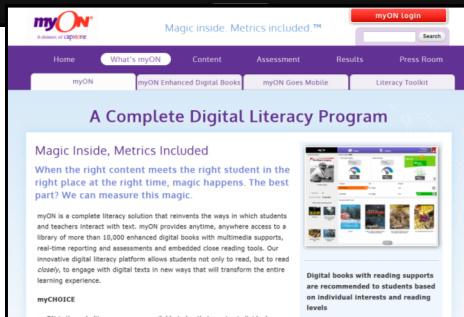 myON
A division of capstone
Magic inside. Metrics included.™
myON login
Search
Home What's myON Content Assessment Results Press Room
myON myON Enhanced Digital Books myON Goes Mobile Literacy Toolkit
A Complete Digital Literacy Program
Magic Inside, Metrics Included
When the right content meets the right student in the
right place at the right time, magic happens. The best
part? We can measure this magic.
myON is a complete literacy solution that reinvents the ways in which students
and teachers interact with text. myON provides anytime, anywhere access to a
library of more than 10,000 enhanced digital books with multimedia supports,
real-time reporting and assessments and embedded close reading tools. Our
innovative digital literacy platform allows students not only to read, but to read
closely, to engage with digital texts in new ways that will transform the entire
learning experience.
myCHOICE
Digital books with reading supports
are recommended to students based
on individual interests and reading
levels